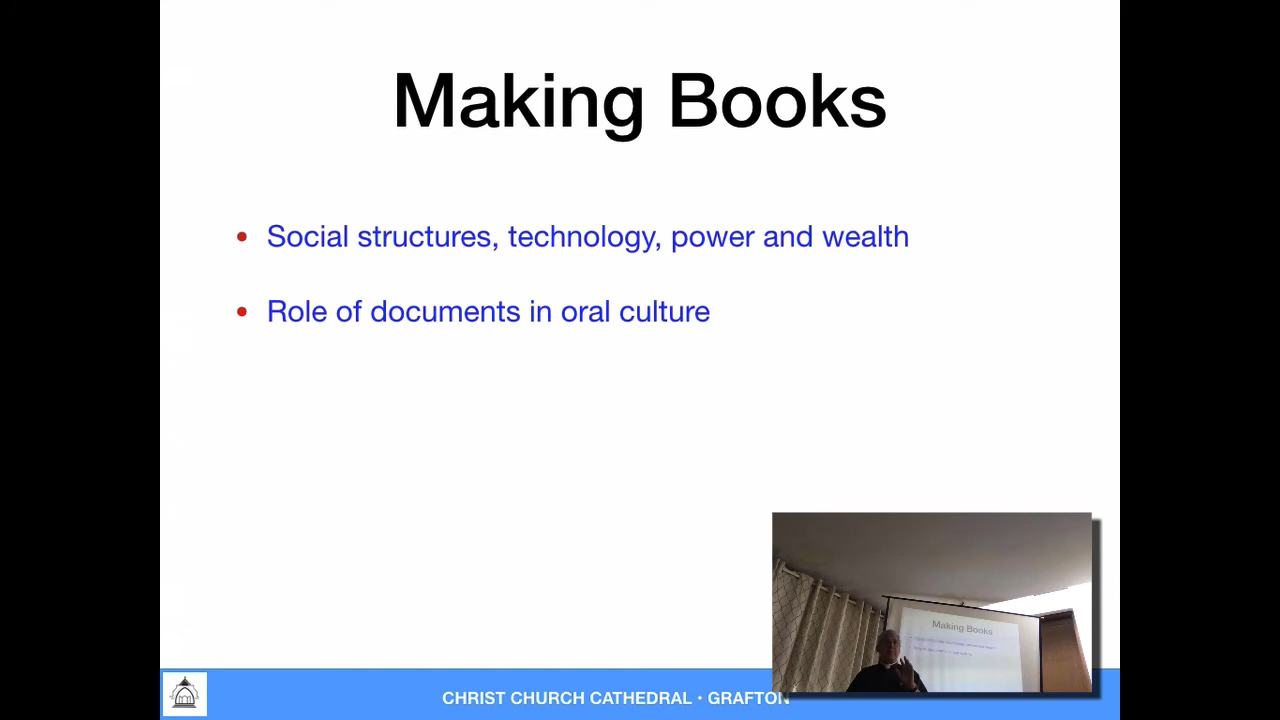 Making Books
• Social structures, technology, power and wealth
• Role of documents in oral culture
Making Books
CHRIST CHURCH CATHEDRAL • GRAFTON